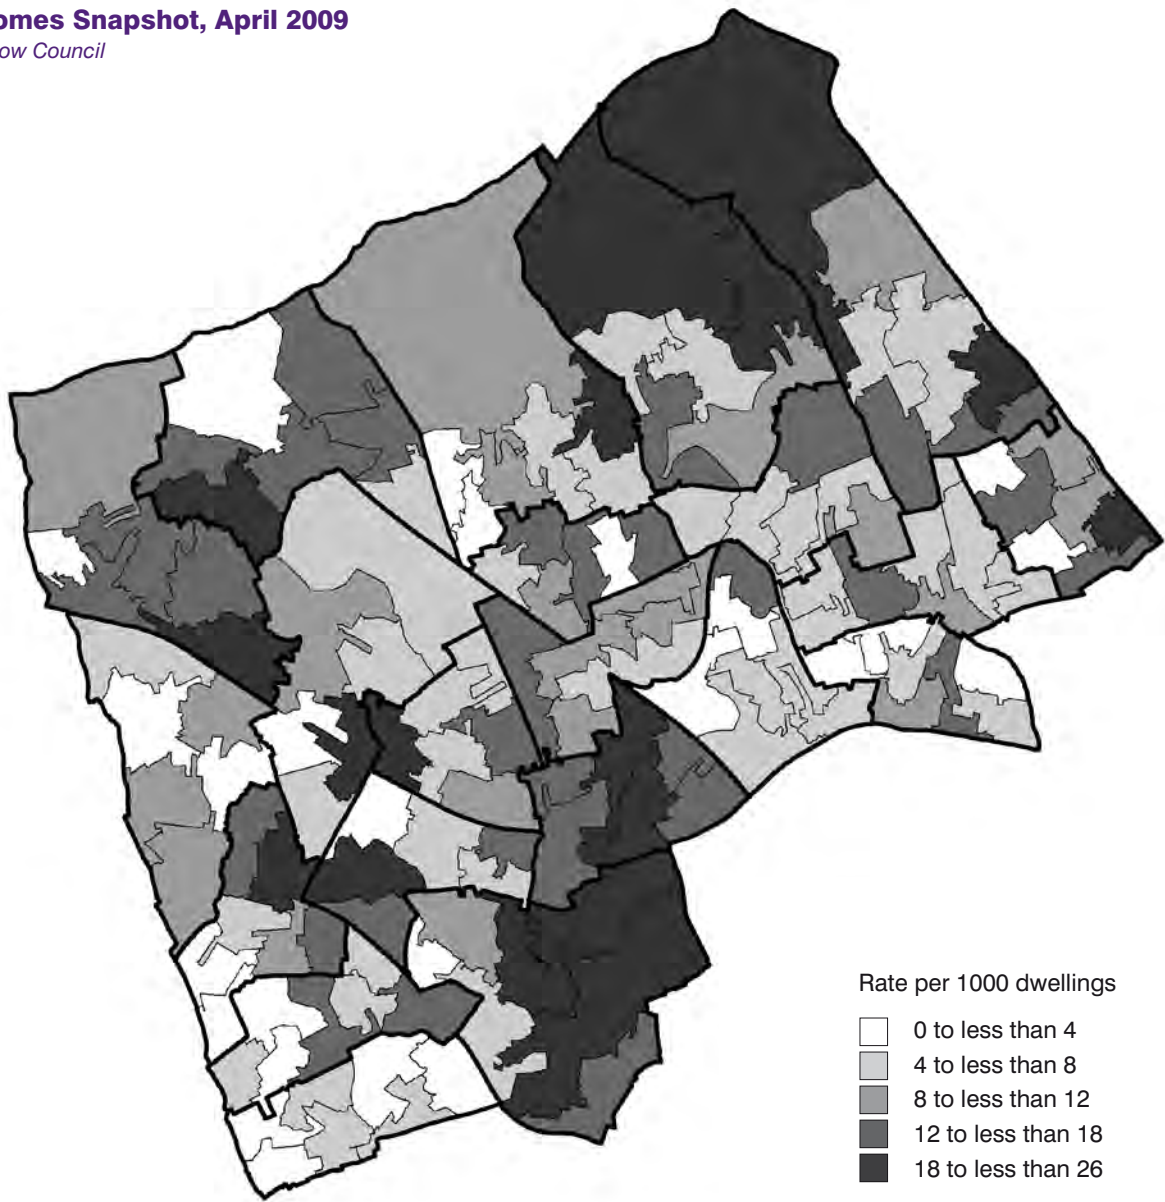 omes Snapshot, April 2009
ow Council
Rate per 1000 dwellings
0 to less than 4
4 to less than 8
8 to less than 12
12 to less than 18
18 to less than 26